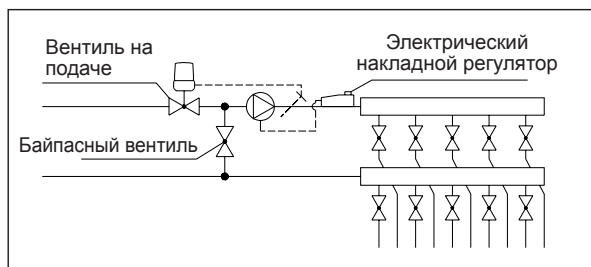 Вентиль на
подаче
Электрический
накладной регулятор
Байпасный вентиль